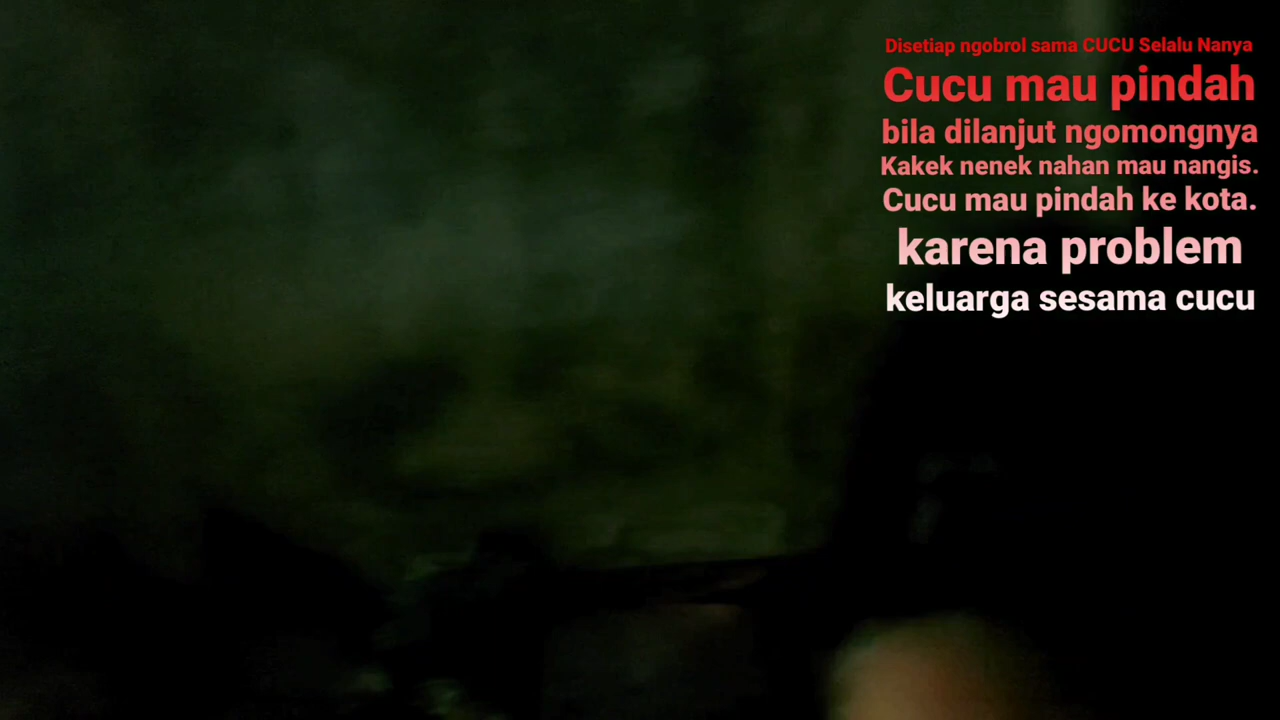 Disetiap ngobrol sama CUCU Selalu Nanya
Cucu mau pindah
bila dilanjut ngomongnya
Kakek nenek nahan mau nangis.
Cucu mau pindah ke kota.
karena problem
keluarga sesama cucu